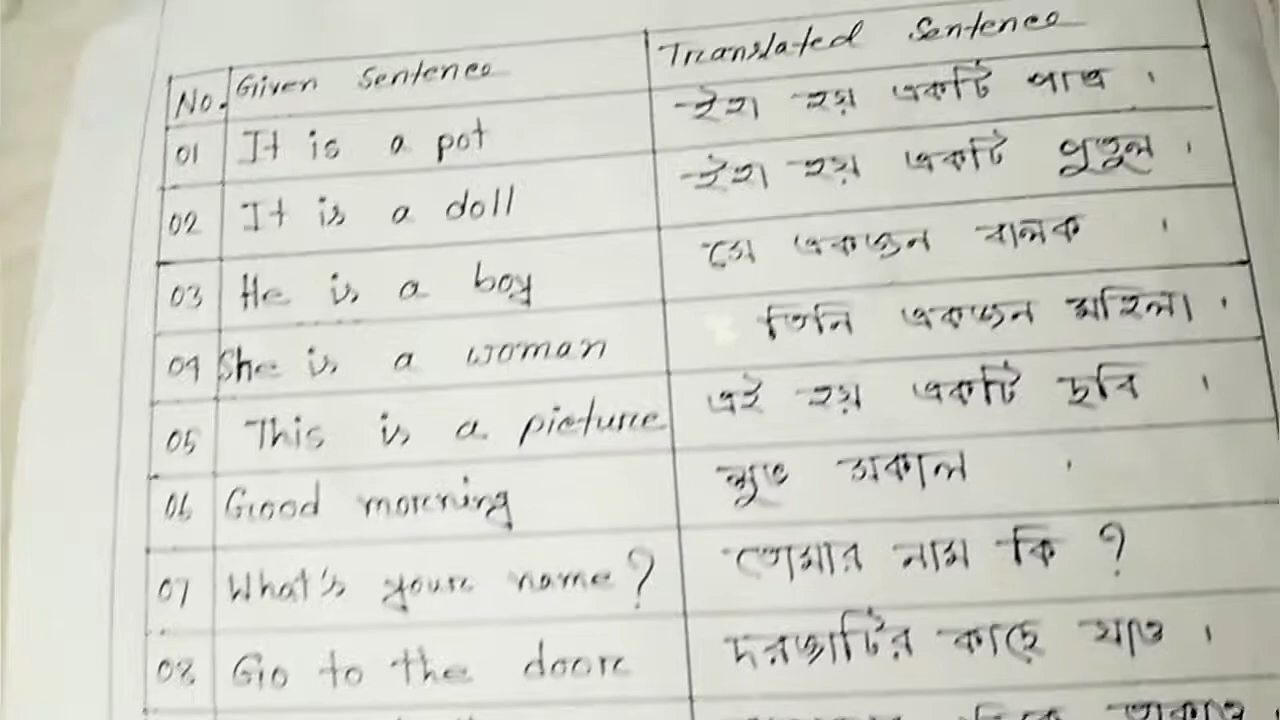 No. Given Sentence Translated Sentence
01 It is a pot ইহা হয় একটি পাত্র ।
02 It is a doll ইহা হয় একটি পুতুল ।
03 He is a boy সে একজন বালক ।
04 She is a woman তিনি একজন মহিলা ।
05 This is a picture এই হয় একটি ছবি ।
06 Good morning শুভ সকাল ।
07 What's your name? তোমার নাম কি ?
08 Go to the door দরজাটির কাছে যাও ।